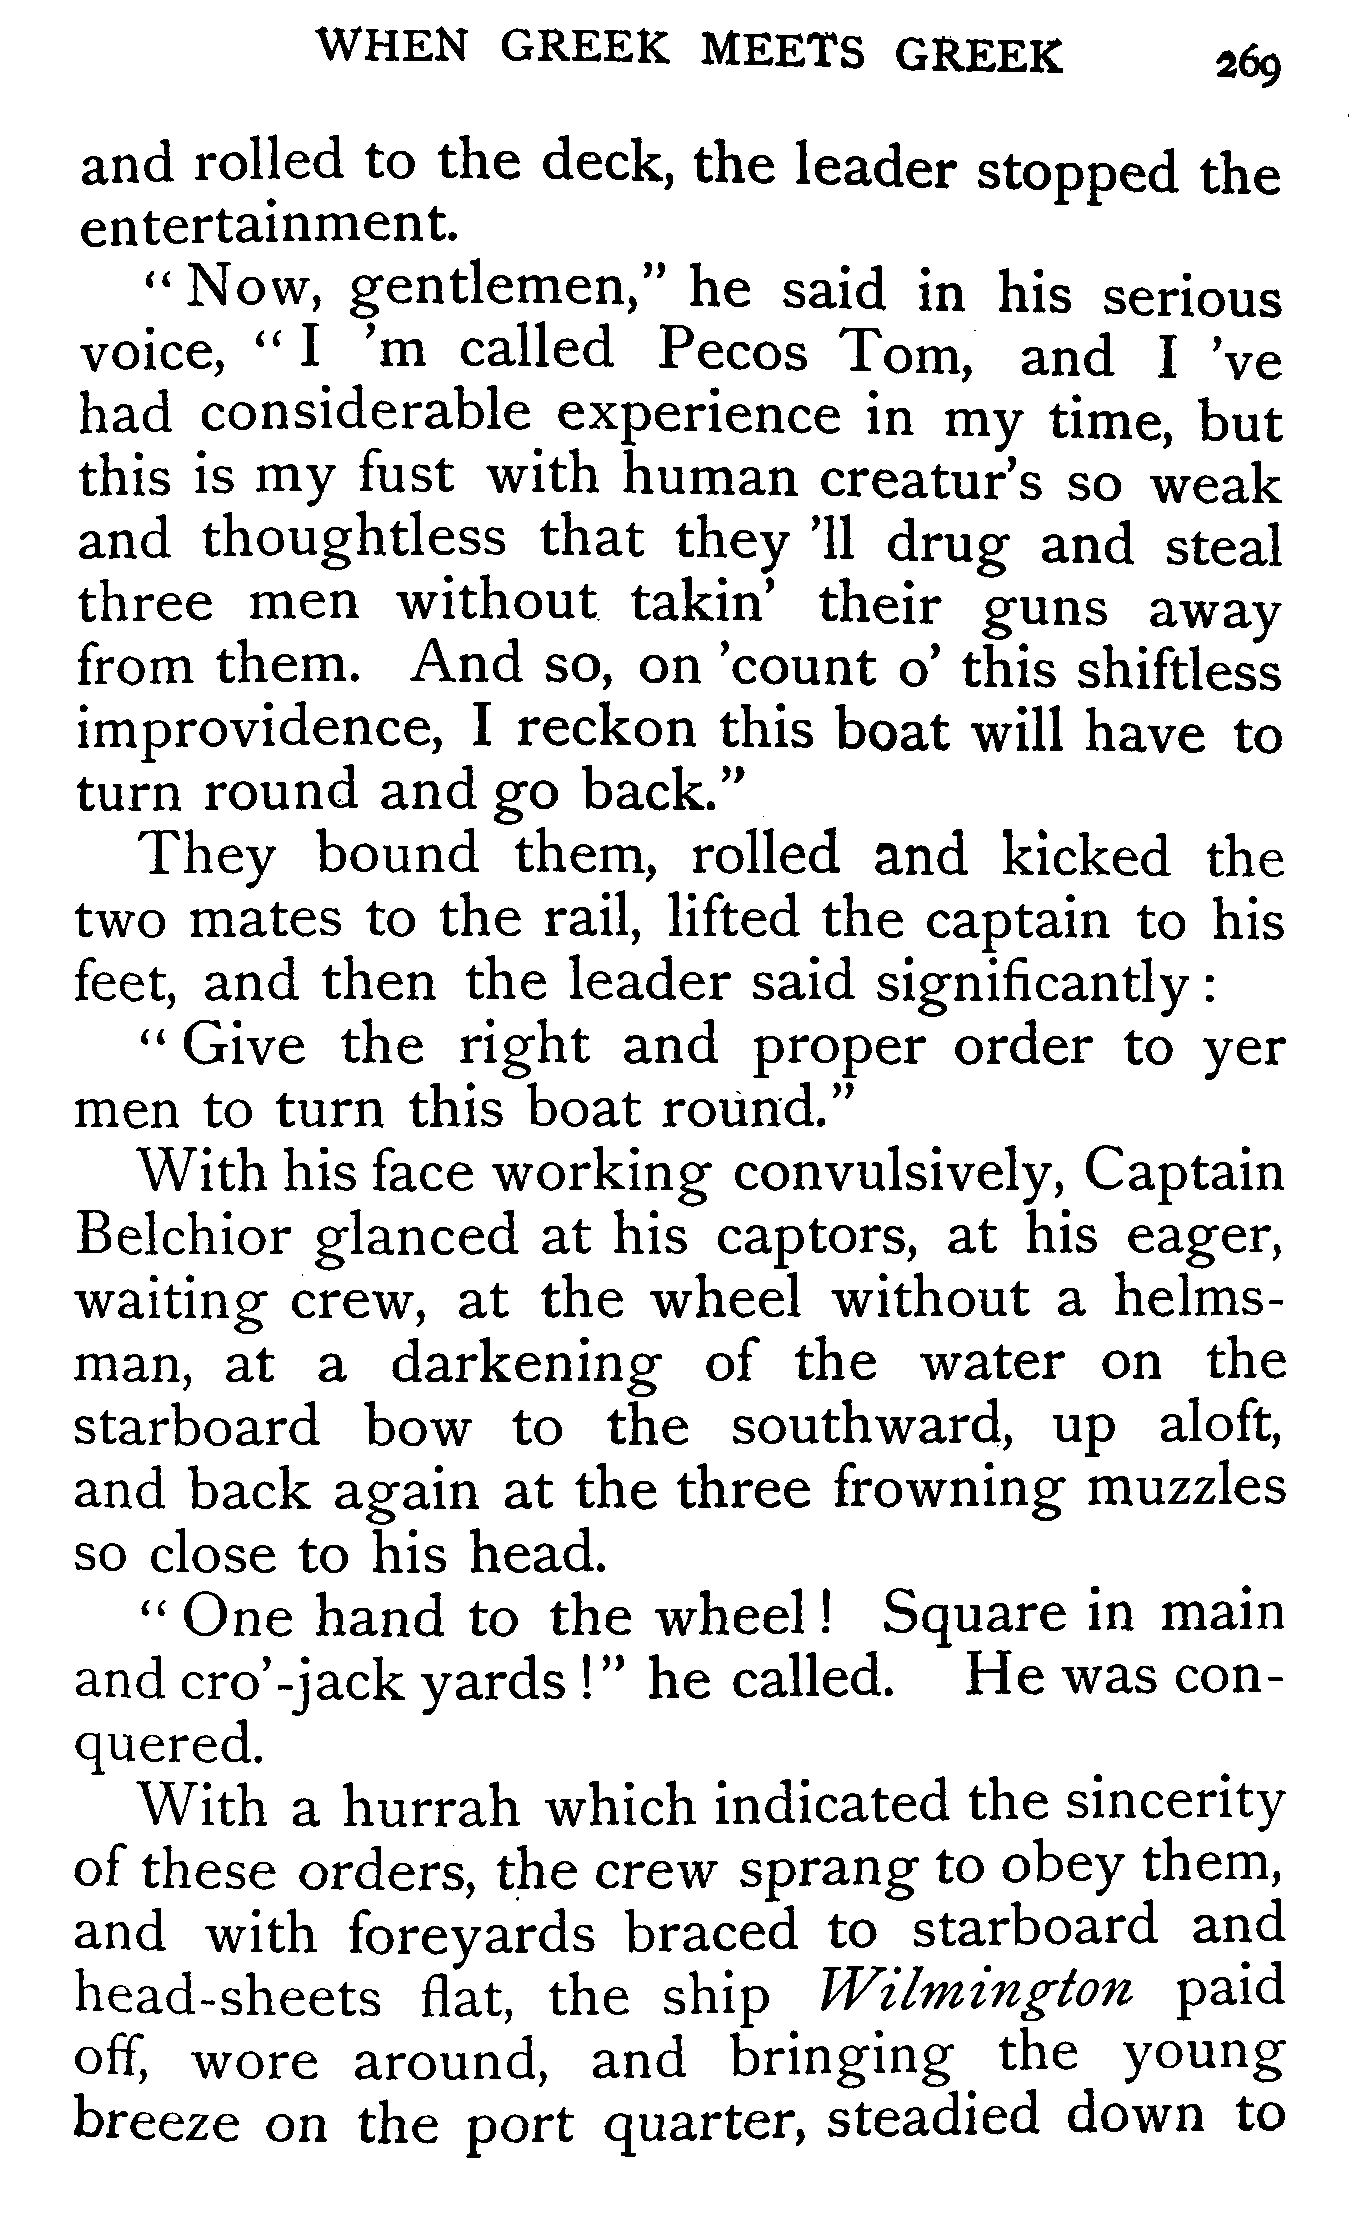 WHEN GREEK MEETS GREEK 269
and rolled to the deck, the leader stopped the
entertainment.
“ Now, gentlemen,” he said in his serious
voice, “ I ’m called Pecos Tom, and I ’ve
had considerable experience in my time, but
this is my fust with human creatur’s so weak
and thoughtless that they ’ll drug and steal
three men without takin’ their guns away
from them. And so, on ’count o’ this shiftless
improvidence, I reckon this boat will have to
turn round and go back.”
They bound them, rolled and kicked the
two mates to the rail, lifted the captain to his
feet, and then the leader said significantly :
“ Give the right and proper order to yer
men to turn this boat round.”
With his face working convulsively, Captain
Belchior glanced at his captors, at his eager,
waiting crew, at the wheel without a helms-
man, at a darkening of the water on the
starboard bow to the southward, up aloft,
and back again at the three frowning muzzles
so close to his head.
“ One hand to the wheel ! Square in main
and cro’-jack yards !” he called. He was con-
quered.
With a hurrah which indicated the sincerity
of these orders, the crew sprang to obey them,
and with foreyards braced to starboard and
head-sheets flat, the ship Wilmington paid
off, wore around, and bringing the young
breeze on the port quarter, steadied down to